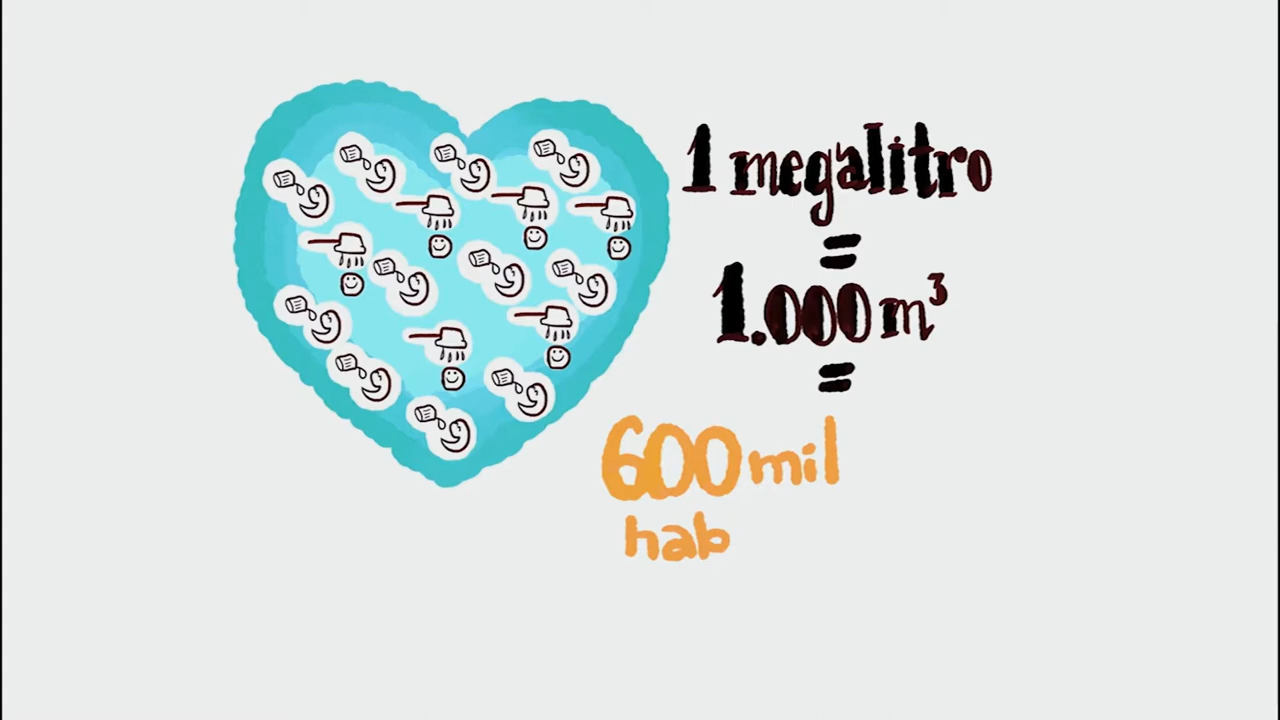 1 megalitro
=
1.000 m³
=
600 mil
hab